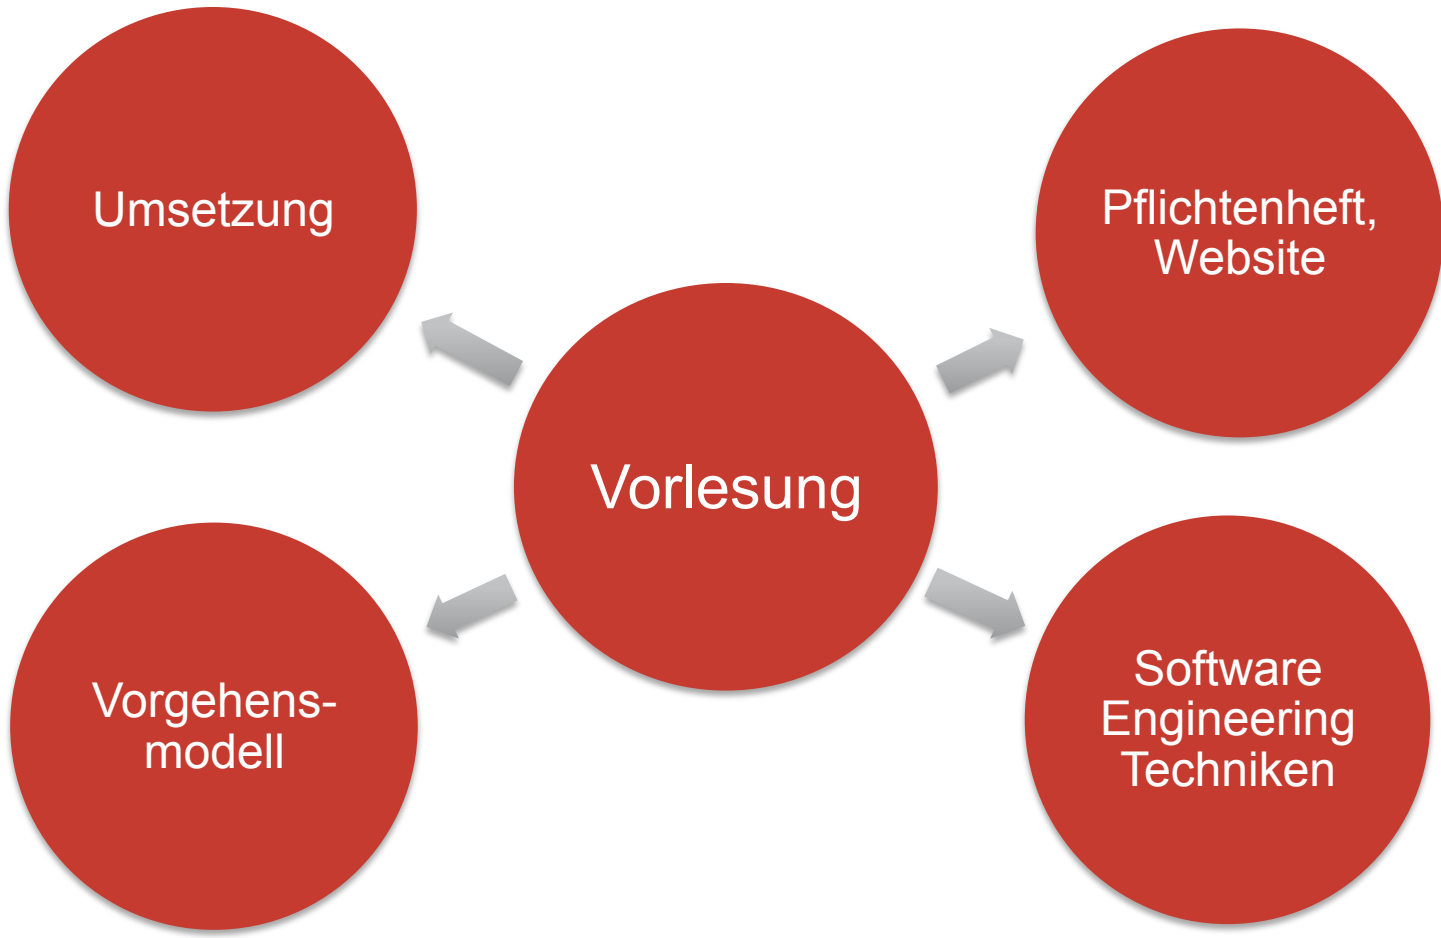 Umsetzung
Pflichtenheft,
Website
Vorlesung
Vorgehens-
modell
Software
Engineering
Techniken